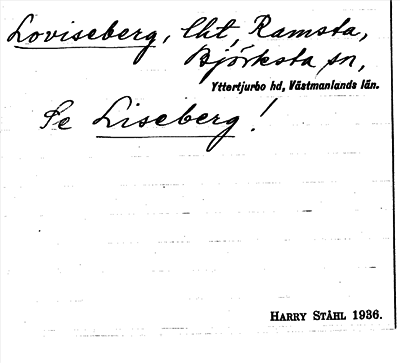 Loviseberg, lht, Ramsta,
Björksta sn,
Yttertjurbo hd, Västmanlands län.
Se Liseberg!
HARRY STÅHL 1936.